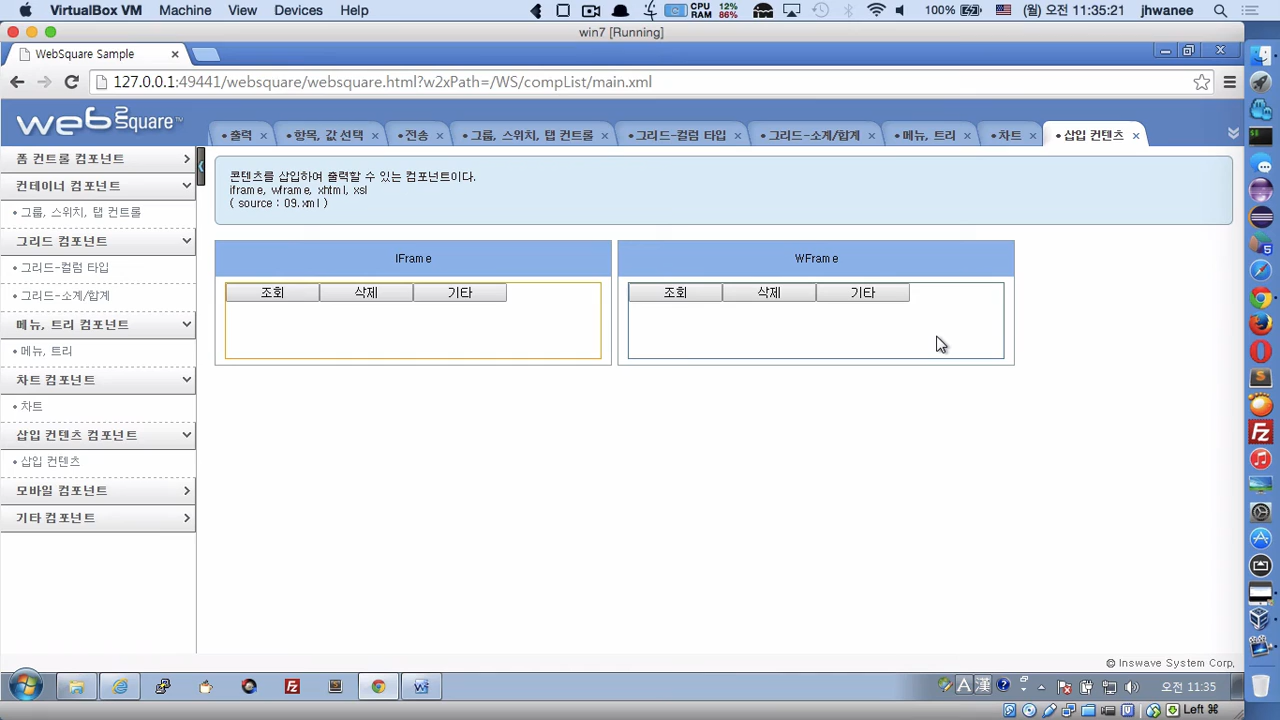 VirtualBox VM Machine View Devices Help CPU 12% RAM 86% 100% (월) 오전 11:35:21 jhwanee
win7 [Running]
WebSquare Sample
127.0.0.1:49441/websquare/websquare.html?w2xPath=/WS/cmpList/main.xml
webSquare™
• 출력 × • 항목, 값 선택 × • 전송 × • 그룹, 스위치, 탭 컨트롤 × • 그리드-컬럼 타입 × • 그리드-소계/합계 × • 메뉴, 트리 × • 차트 × • 삽입 컨텐츠 ×
폼 컨트롤 컴포넌트
컨테이너 컴포넌트
• 그룹, 스위치, 탭 컨트롤
그리드 컴포넌트
• 그리드-컬럼 타입
• 그리드-소계/합계
메뉴, 트리 컴포넌트
• 메뉴, 트리
차트 컴포넌트
• 차트
삽입 컨텐츠 컴포넌트
• 삽입 컨텐츠
모바일 컴포넌트
기타 컴포넌트
콘텐츠를 삽입하여 출력할 수 있는 컴포넌트이다.
iframe, wframe, xhtml, xsl
( source : 09.xml )
IFrame WFrame
조회 삭제 기타 조회 삭제 기타
© Inswave System Corp.
A 漢 오전 11:35
Left ⌘